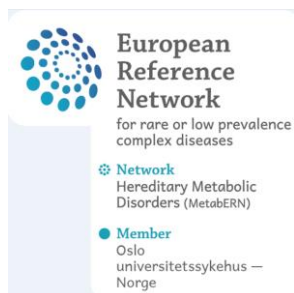 European
Reference
Network
for rare or low prevalence
complex diseases
Network
Hereditary Metabolic
Disorders (MetabERN)
Member
Oslo
universitetssykehus —
Norge